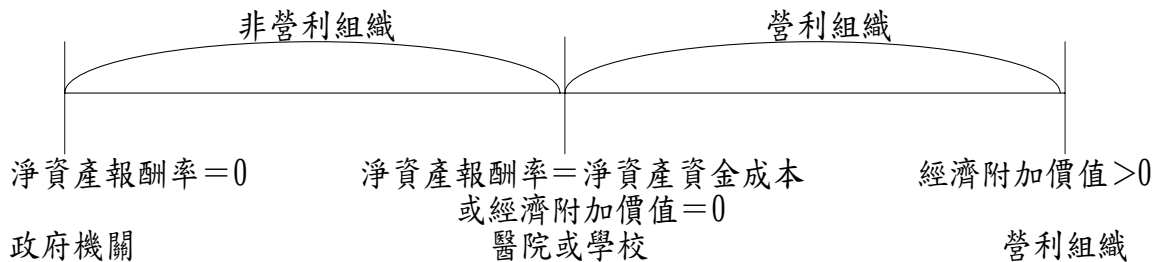 非營利組織 營利組織
淨資產報酬率＝0 淨資產報酬率＝淨資產資金成本 經濟附加價值＞0
或經濟附加價值＝0
政府機關 醫院或學校 營利組織